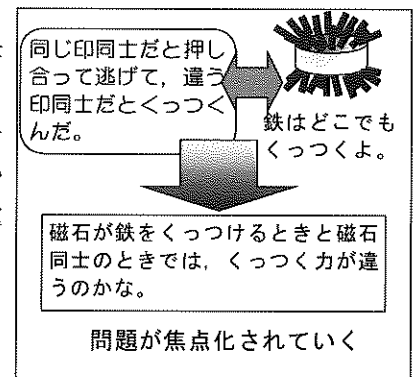 同じ印同士だと押し
合って逃げて，違う
印同士だとくっつく
んだ。
鉄はどこでも
くっつくよ。
磁石が鉄をくっつけるときと磁石
同士のときでは，くっつく力が違
うのかな。
問題が焦点化されていく